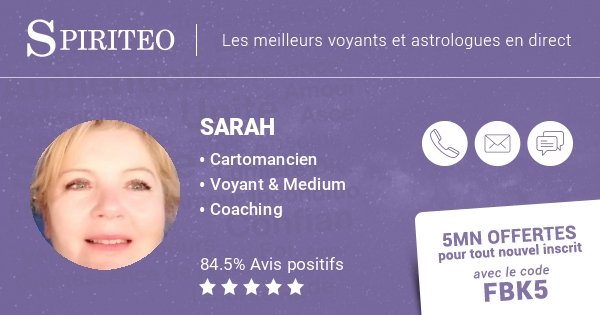 SPIRITEO
Les meilleurs voyants et astrologues en direct
SARAH
• Cartomancien
• Voyant & Medium
• Coaching
84.5% Avis positifs
5MN OFFERTES
pour tout nouvel inscrit
avec le code
FBK5